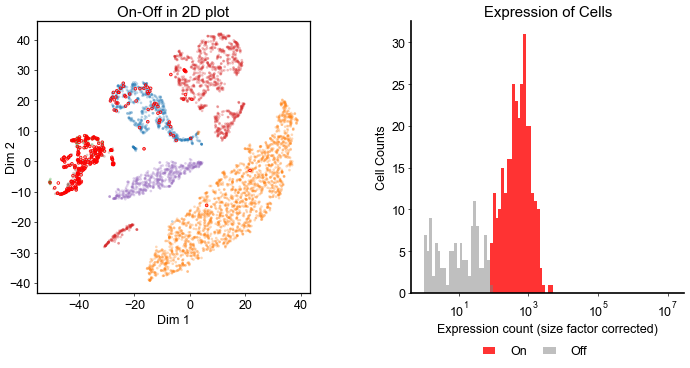 On-Off in 2D plot
Dim 2
40
30
20
10
0
−10
−20
−30
−40
−40 −20 0 20 40
Dim 1
Expression of Cells
Cell Counts
30
25
20
15
10
5
0
10^1 10^3 10^5 10^7
Expression count (size factor corrected)
On Off